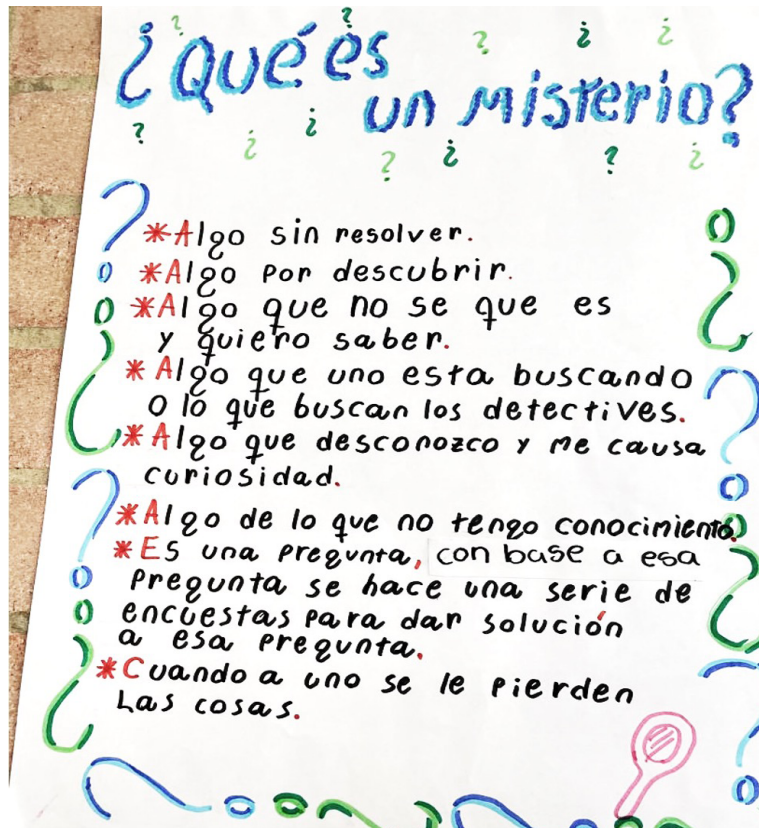 ¿Qué es
un misterio?
*Algo sin resolver.
*Algo por descubrir.
*Algo que no se que es
y quiero saber.
*Algo que uno esta buscando
o lo que buscan los detectives.
*Algo que desconozco y me causa
curiosidad.
*Algo de lo que no tengo conocimiento.
*Es una pregunta, con base a esa
pregunta se hace una serie de
encuestas para dar solución
a esa pregunta.
*Cuando a uno se le pierden
Las cosas.